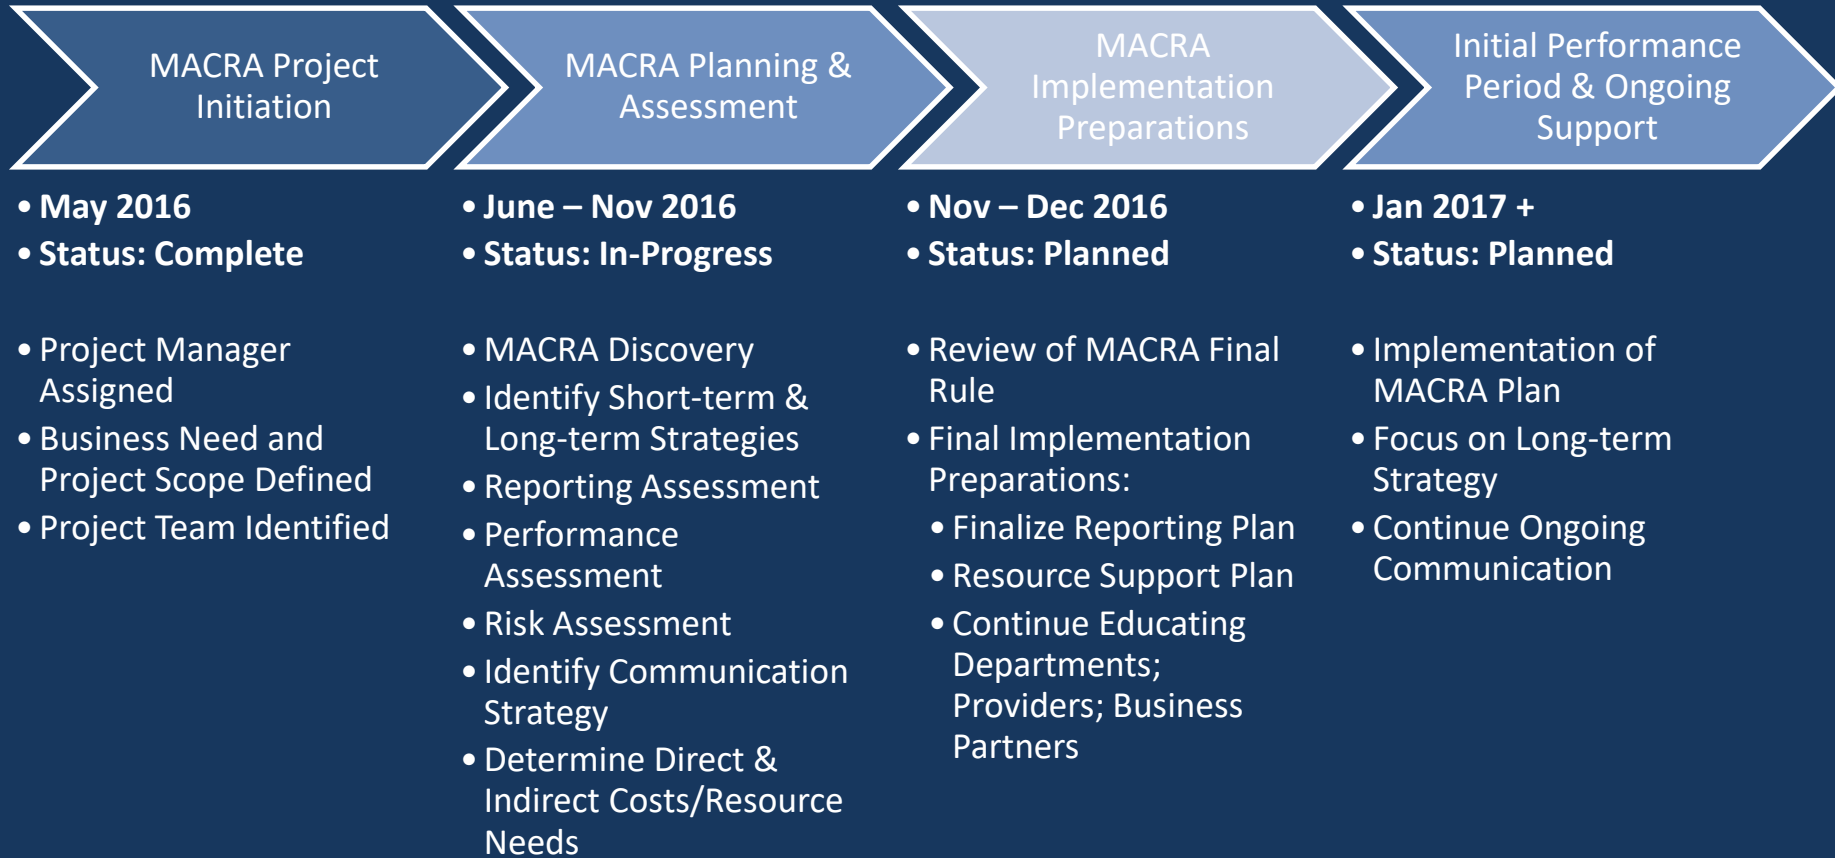 MACRA Project
Initiation
• May 2016
• Status: Complete
• Project Manager
Assigned
• Business Need and
Project Scope Defined
• Project Team Identified
MACRA Planning &
Assessment
• June – Nov 2016
• Status: In-Progress
• MACRA Discovery
• Identify Short-term &
Long-term Strategies
• Reporting Assessment
• Performance
Assessment
• Risk Assessment
• Identify Communication
Strategy
• Determine Direct &
Indirect Costs/Resource
Needs
MACRA
Implementation
Preparations
• Nov – Dec 2016
• Status: Planned
• Review of MACRA Final
Rule
• Final Implementation
Preparations:
• Finalize Reporting Plan
• Resource Support Plan
• Continue Educating
Departments;
Providers; Business
Partners
Initial Performance
Period & Ongoing
Support
• Jan 2017 +
• Status: Planned
• Implementation of
MACRA Plan
• Focus on Long-term
Strategy
• Continue Ongoing
Communication